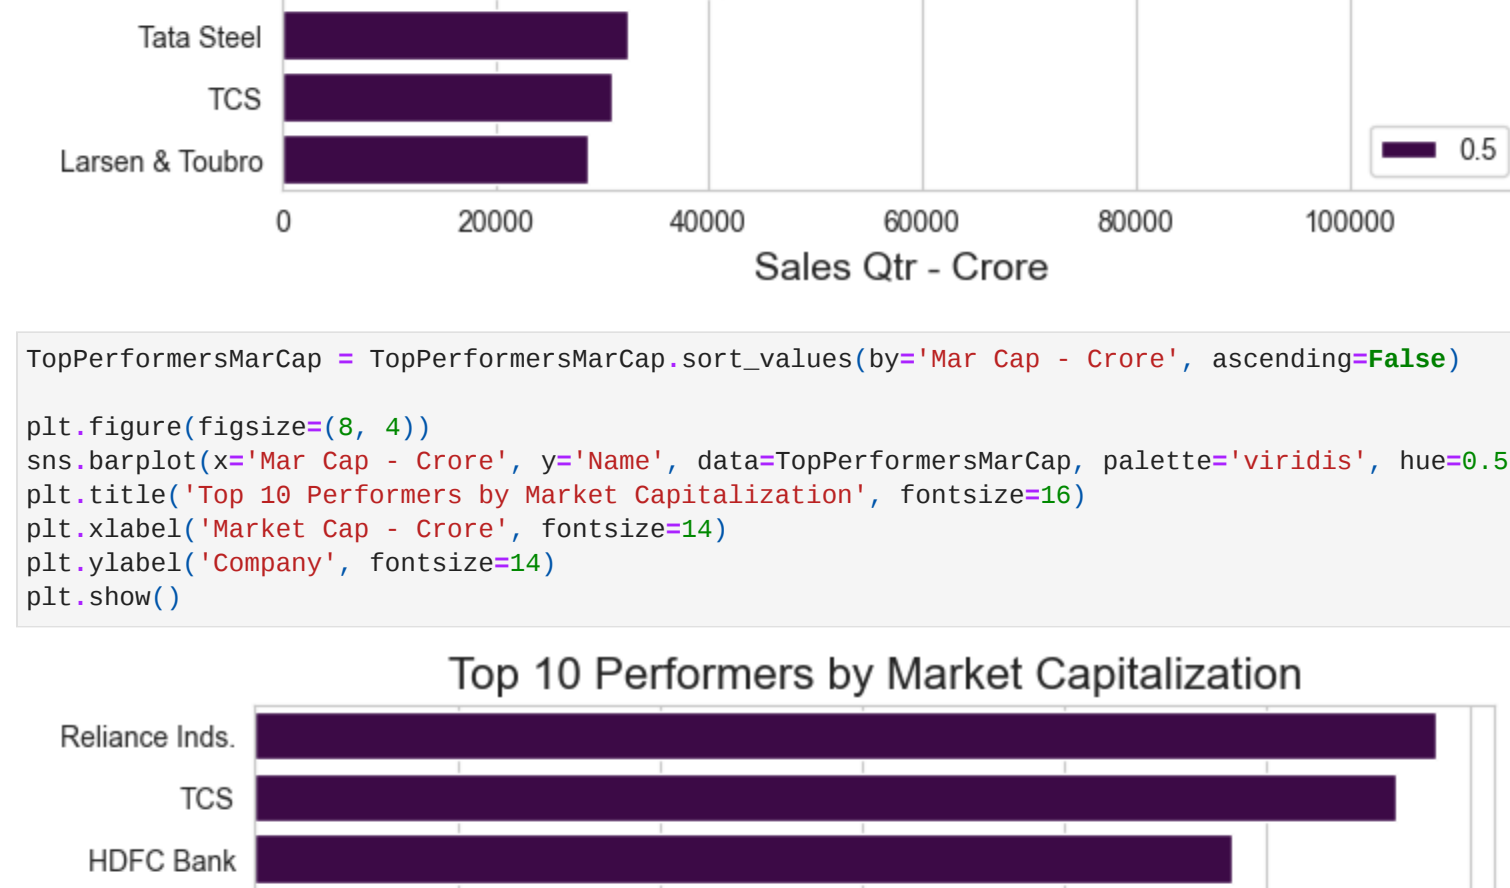 Tata Steel
TCS
Larsen & Toubro
0.5
0 20000 40000 60000 80000 100000
Sales Qtr - Crore
TopPerformersMarCap = TopPerformersMarCap.sort_values(by='Mar Cap - Crore', ascending=False)
plt.figure(figsize=(8, 4))
sns.barplot(x='Mar Cap - Crore', y='Name', data=TopPerformersMarCap, palette='viridis', hue=0.5
plt.title('Top 10 Performers by Market Capitalization', fontsize=16)
plt.xlabel('Market Cap - Crore', fontsize=14)
plt.ylabel('Company', fontsize=14)
plt.show()
Top 10 Performers by Market Capitalization
Reliance Inds.
TCS
HDFC Bank